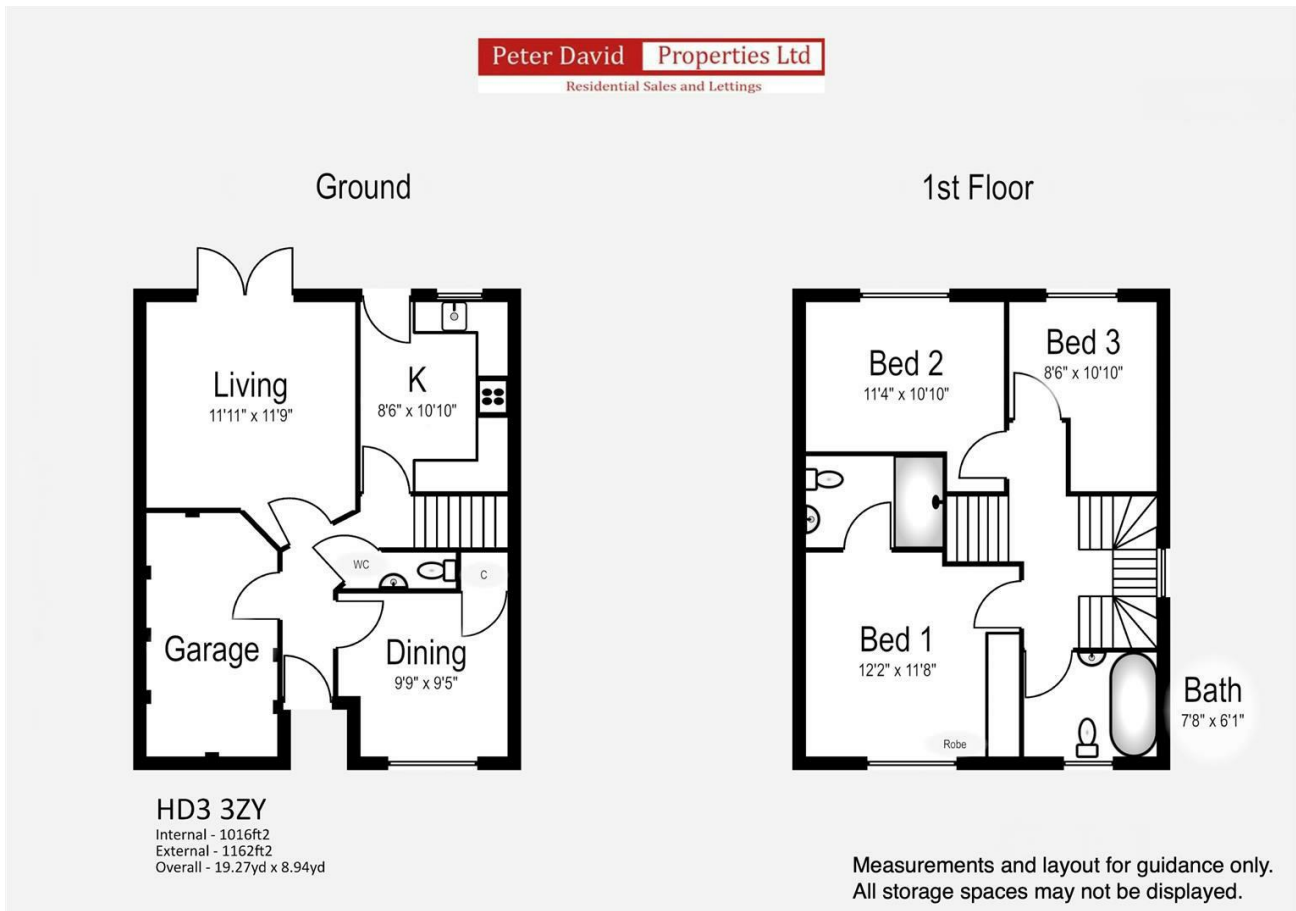 Peter David Properties Ltd
Residential Sales and Lettings
Ground
1st Floor
Living
11'11" x 11'9"
K
8'6" x 10'10"
WC
C
Garage
Dining
9'9" x 9'5"
Bed 2
11'4" x 10'10"
Bed 3
8'6" x 10'10"
Bed 1
12'2" x 11'8"
Robe
Bath
7'8" x 6'1"
HD3 3ZY
Internal - 1016ft2
External - 1162ft2
Overall - 19.27yd x 8.94yd
Measurements and layout for guidance only.
All storage spaces may not be displayed.